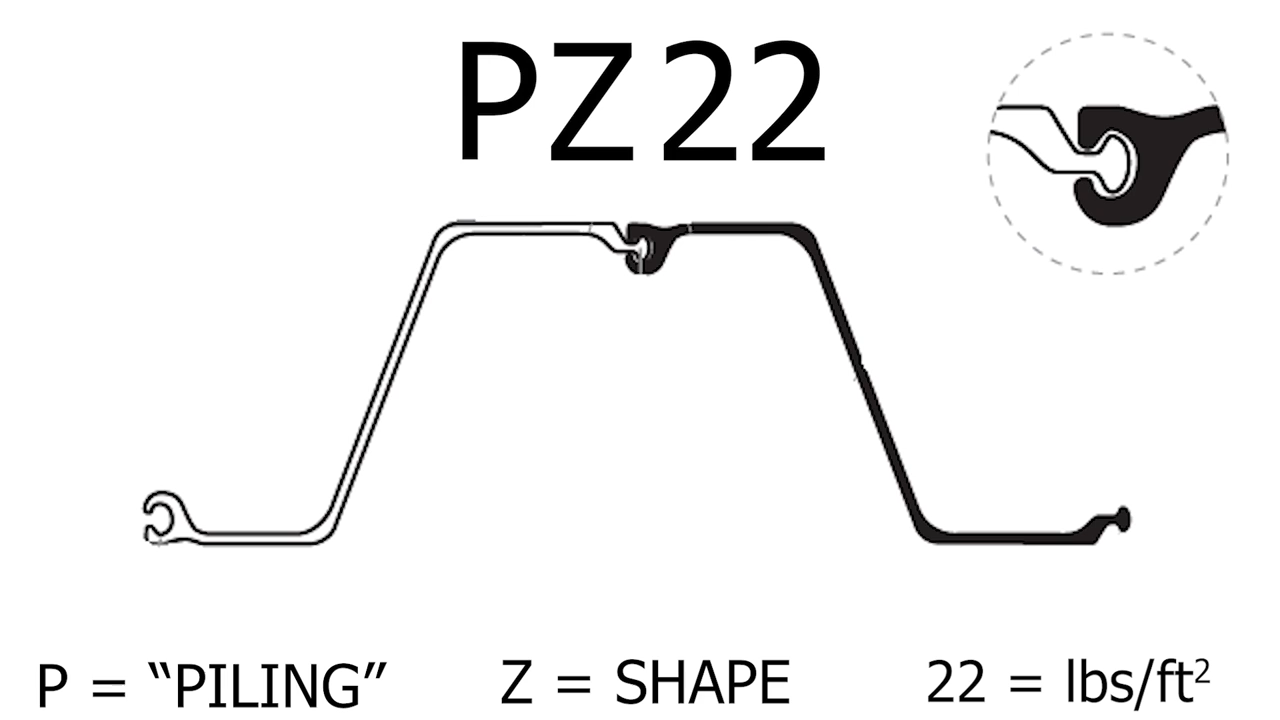 PZ22
P = “PILING”
Z = SHAPE
22 = lbs/ft²